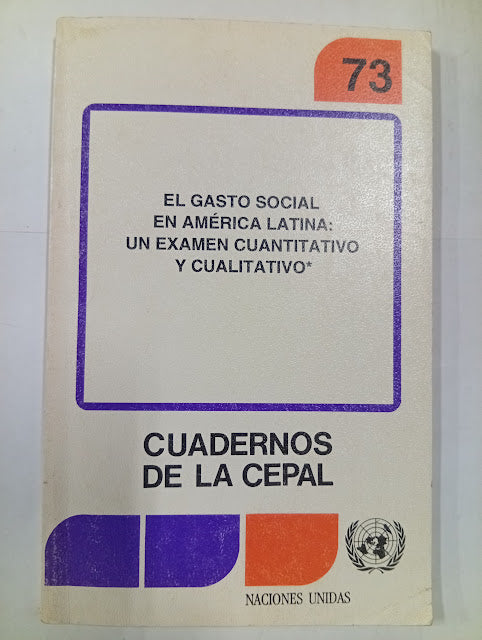 73
EL GASTO SOCIAL
EN AMÉRICA LATINA:
UN EXAMEN CUANTITATIVO
Y CUALITATIVO*
CUADERNOS
DE LA CEPAL
NACIONES UNIDAS